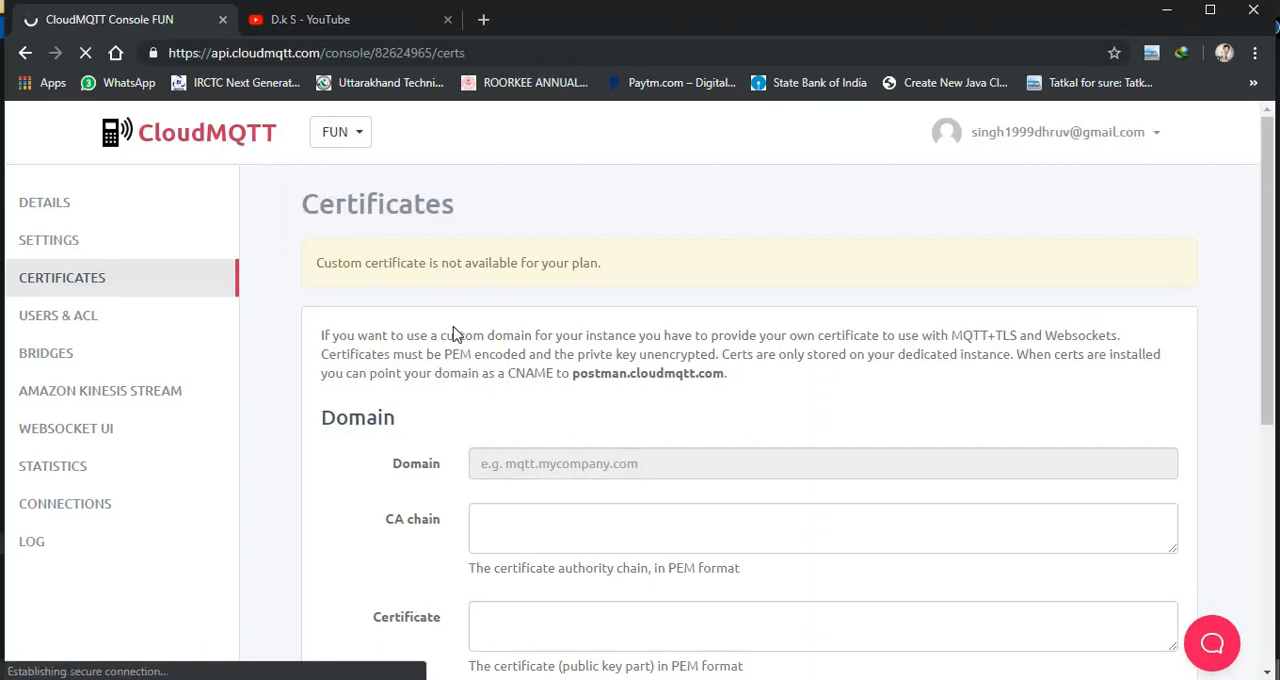 CloudMQTT Console FUN
D.k S - YouTube
https://api.cloudmqtt.com/console/82624965/certs
Apps
WhatsApp
IRCTC Next Generat...
Uttarakhand Techni...
ROORKEE ANNUAL...
Paytm.com – Digital...
State Bank of India
Create New Java Cl...
Tatkal for sure: Tatk...
»
CloudMQTT
FUN
singh1999dhruv@gmail.com
DETAILS
SETTINGS
CERTIFICATES
USERS & ACL
BRIDGES
AMAZON KINESIS STREAM
WEBSOCKET UI
STATISTICS
CONNECTIONS
LOG
Certificates
Custom certificate is not available for your plan.
If you want to use a custom domain for your instance you have to provide your own certificate to use with MQTT+TLS and Websockets.
Certificates must be PEM encoded and the privte key unencrypted. Certs are only stored on your dedicated instance. When certs are installed
you can point your domain as a CNAME to postman.cloudmqtt.com.
Domain
Domain
e.g. mqtt.mycompany.com
CA chain
The certificate authority chain, in PEM format
Certificate
The certificate (public key part) in PEM format
Establishing secure connection...